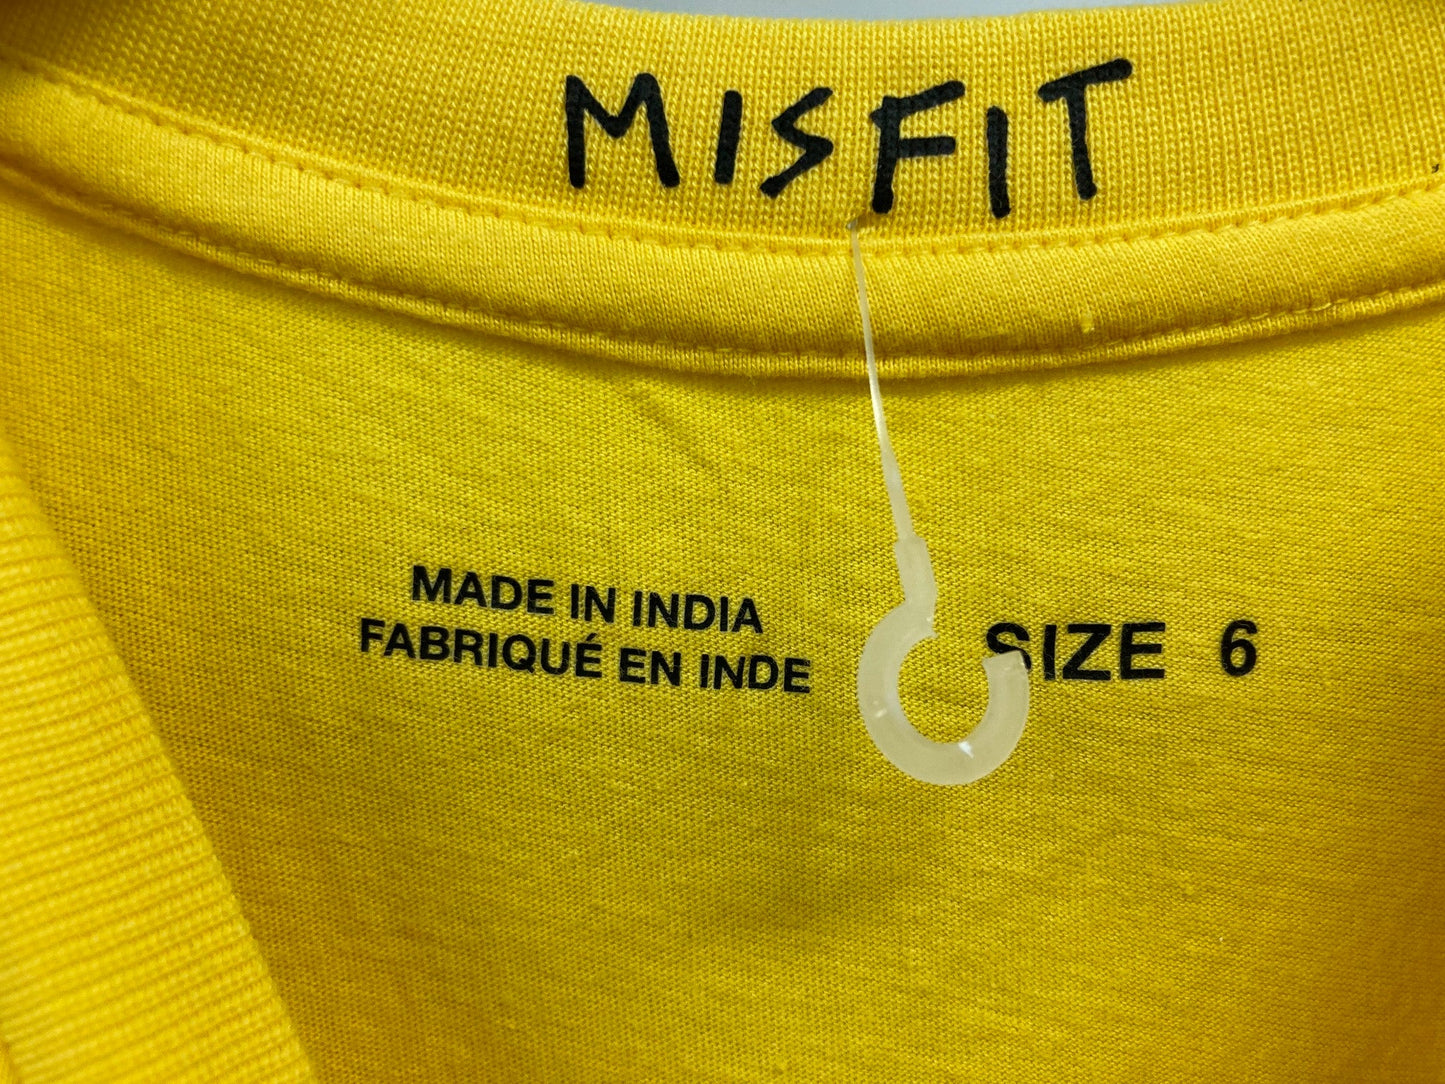 MISFIT
MADE IN INDIA
FABRIQUÉ EN INDE
SIZE 6